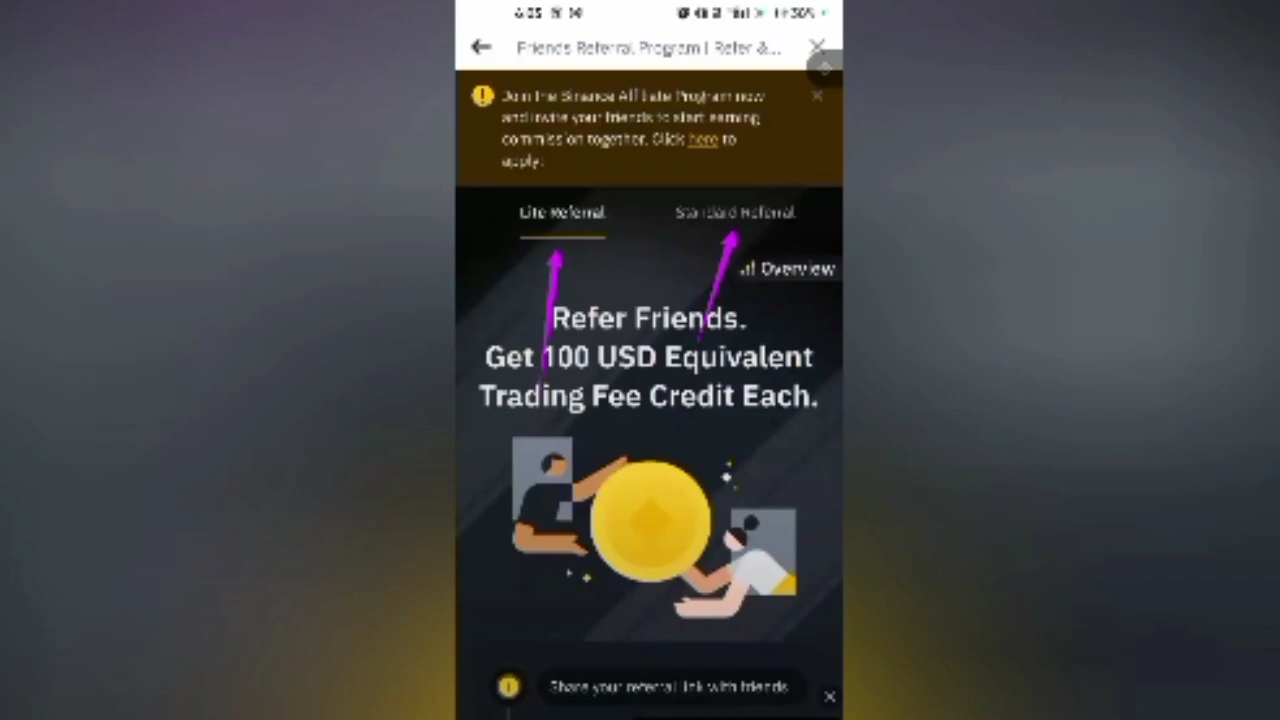 Friends Referral Program | Refer &...
Join the Binance Affiliate Program now
and invite your friends to start earning
commission together. Click here to
apply.
Lite Referral
Standard Referral
Overview
Refer Friends.
Get 100 USD Equivalent
Trading Fee Credit Each.
Share your referral link with friends